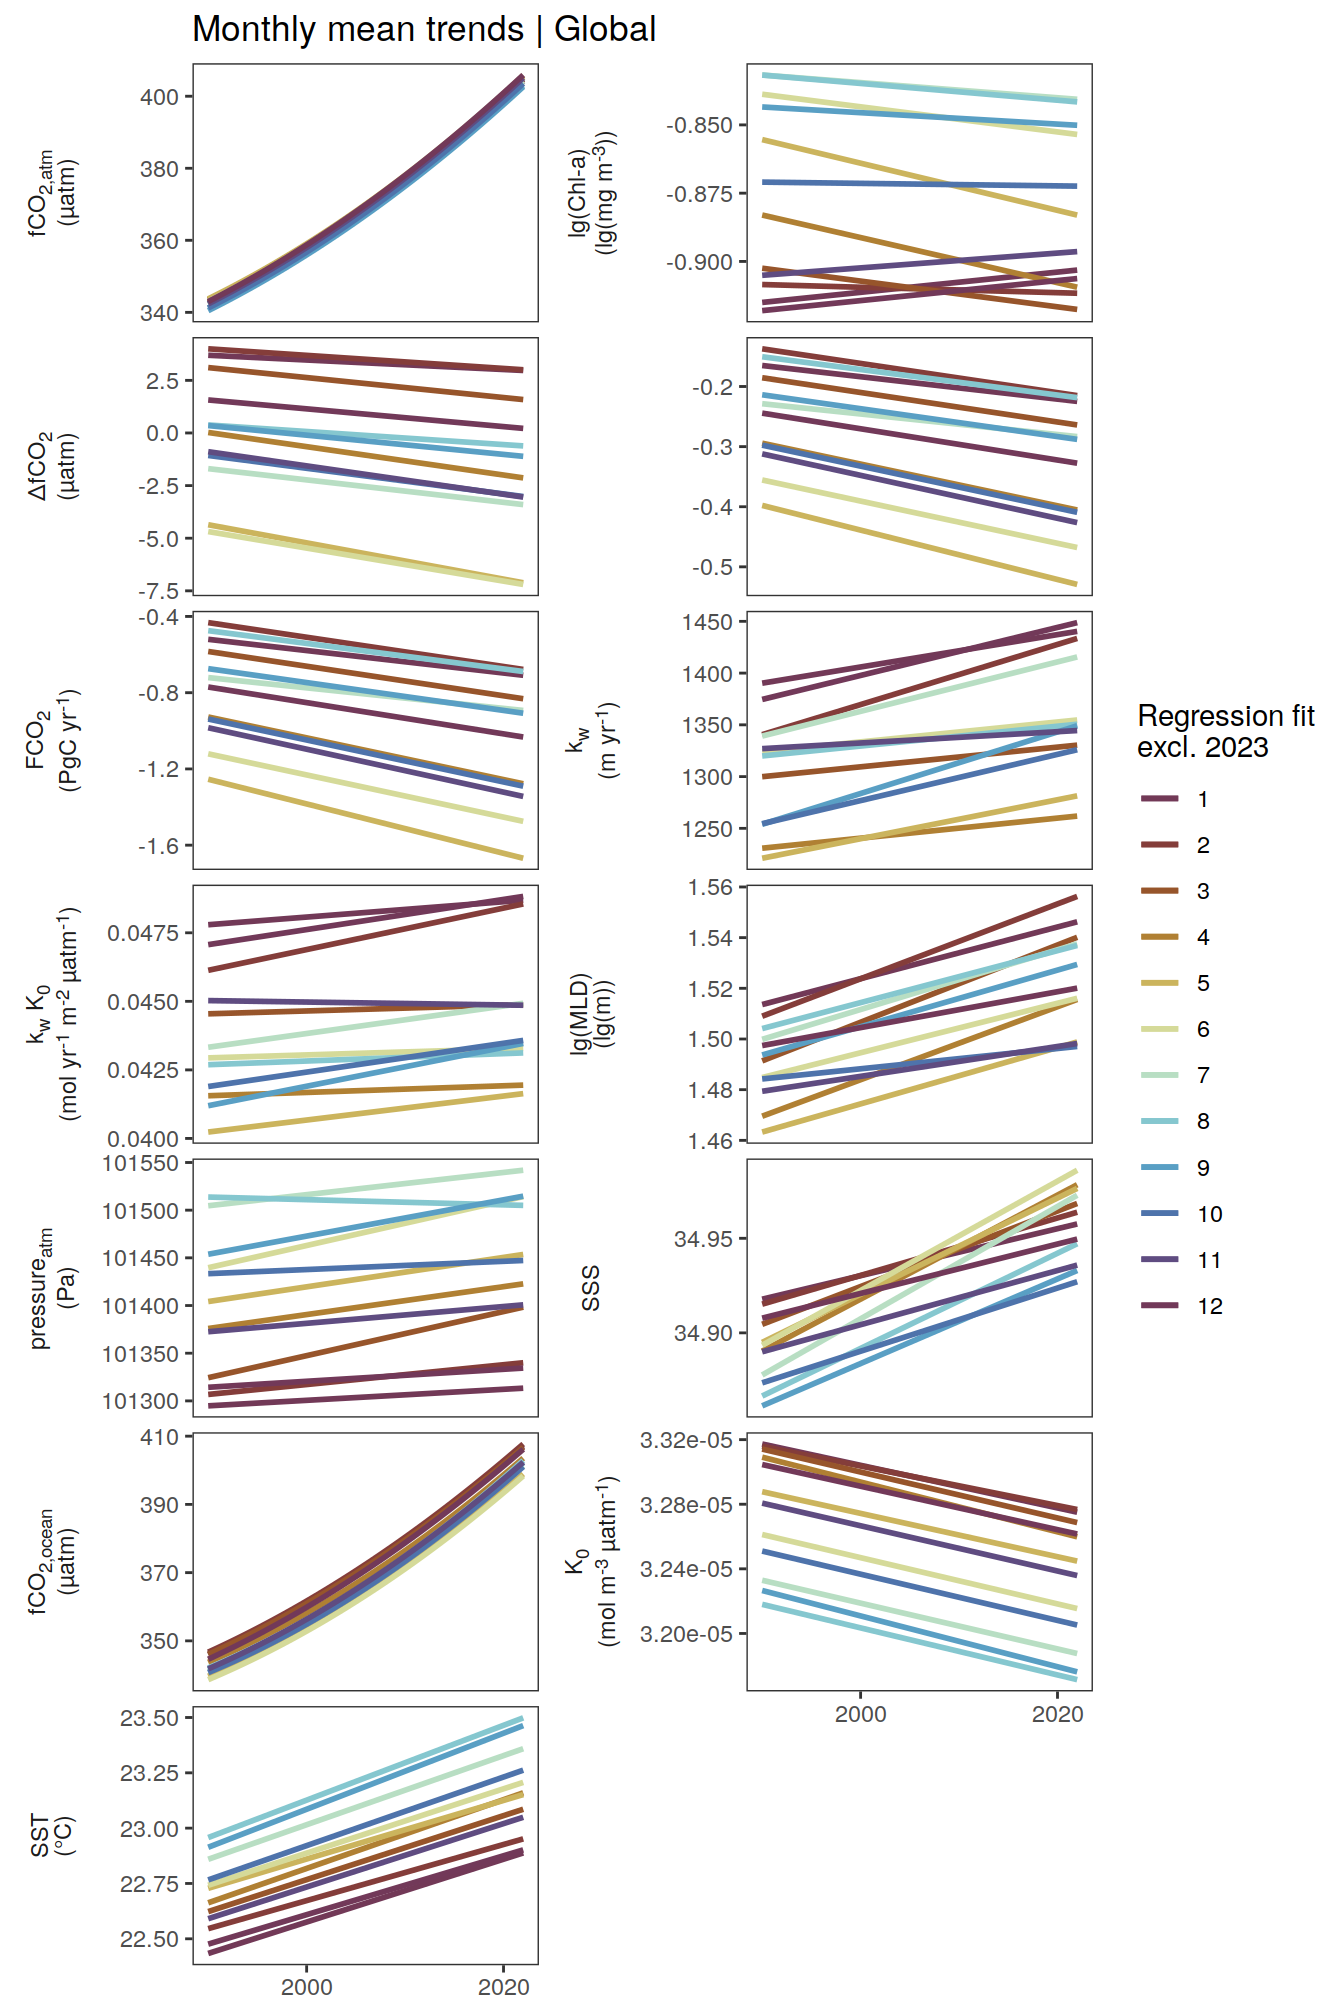 Monthly mean trends | Global
fCO2,atm
(µatm)
400
380
360
340
lg(Chl-a)
(lg(mg m-3))
-0.850
-0.875
-0.900
ΔfCO2
(µatm)
2.5
0.0
-2.5
-5.0
-7.5
-0.2
-0.3
-0.4
-0.5
FCO2
(PgC yr-1)
-0.4
-0.8
-1.2
-1.6
kw
(m yr-1)
1450
1400
1350
1300
1250
kw K0
(mol yr-1 m-2 µatm-1)
0.0475
0.0450
0.0425
0.0400
lg(MLD)
(lg(m))
1.56
1.54
1.52
1.50
1.48
1.46
pressureatm
(Pa)
101550
101500
101450
101400
101350
101300
SSS
34.95
34.90
fCO2,ocean
(µatm)
410
390
370
350
K0
(mol m-3 µatm-1)
3.32e-05
3.28e-05
3.24e-05
3.20e-05
2000 2020
SST
(°C)
23.50
23.25
23.00
22.75
22.50
2000 2020
Regression fit
excl. 2023
1
2
3
4
5
6
7
8
9
10
11
12